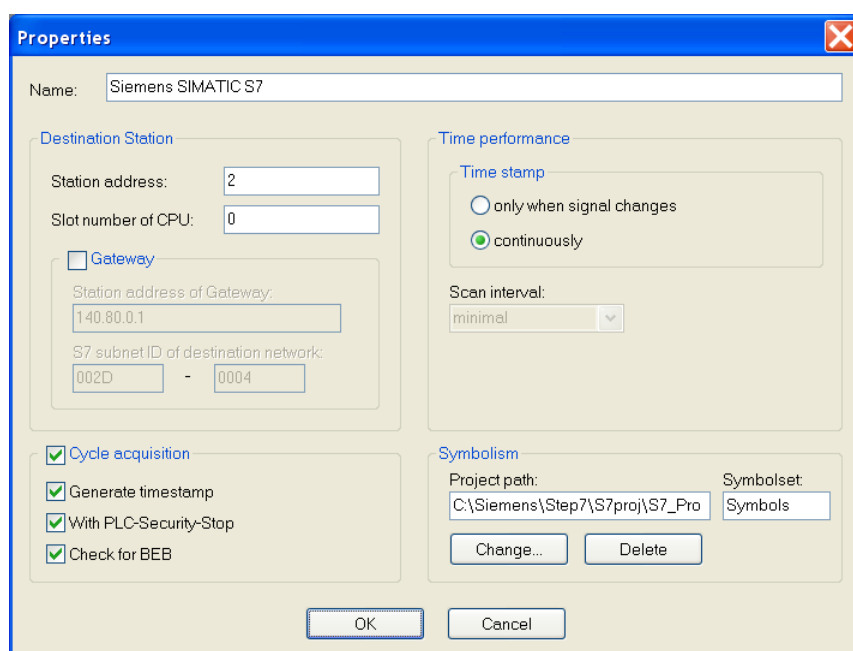 Properties
Name: Siemens SIMATIC S7
Destination Station
Station address: 2
Slot number of CPU: 0
Gateway
Station address of Gateway:
140.80.0.1
S7 subnet ID of destination network:
002D - 0004
Time performance
Time stamp
only when signal changes
continuously
Scan interval:
minimal
Cycle acquisition
Generate timestamp
With PLC-Security-Stop
Check for BEB
Symbolism
Project path: Symbolset:
C:\Siemens\Step7\S7proj\S7_Pro Symbols
Change... Delete
OK Cancel